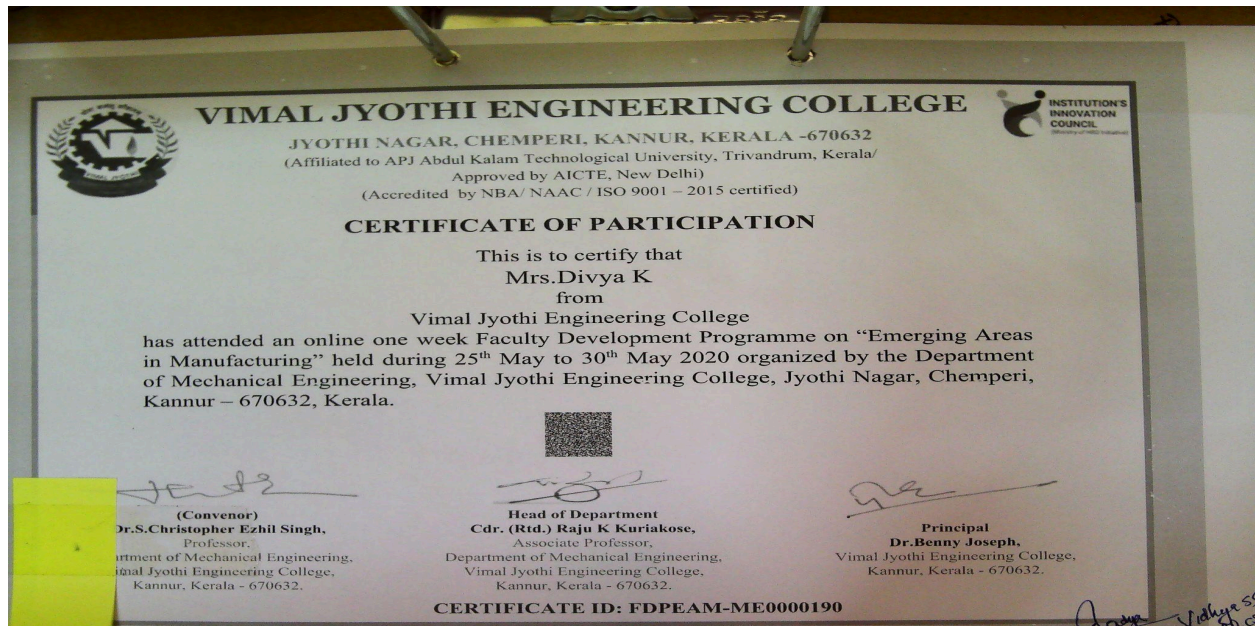 VIMAL JYOTHI ENGINEERING COLLEGE
INSTITUTION'S
INNOVATION
COUNCIL
(Ministry of HRD Initiative)
VIMAL JYOTHI
JYOTHI NAGAR, CHEMPERI, KANNUR, KERALA -670632
(Affiliated to APJ Abdul Kalam Technological University, Trivandrum, Kerala/
Approved by AICTE, New Delhi)
(Accredited by NBA/ NAAC / ISO 9001 – 2015 certified)
CERTIFICATE OF PARTICIPATION
This is to certify that
Mrs.Divya K
from
Vimal Jyothi Engineering College
has attended an online one week Faculty Development Programme on “Emerging Areas
in Manufacturing” held during 25th May to 30th May 2020 organized by the Department
of Mechanical Engineering, Vimal Jyothi Engineering College, Jyothi Nagar, Chemperi,
Kannur – 670632, Kerala.
(Convenor)
Dr.S.Christopher Ezhil Singh,
Professor,
rtment of Mechanical Engineering,
imal Jyothi Engineering College,
Kannur, Kerala - 670632.
Head of Department
Cdr. (Rtd.) Raju K Kuriakose,
Associate Professor,
Department of Mechanical Engineering,
Vimal Jyothi Engineering College,
Kannur, Kerala - 670632.
Principal
Dr.Benny Joseph,
Vimal Jyothi Engineering College,
Kannur, Kerala - 670632.
CERTIFICATE ID: FDPEAM-ME0000190